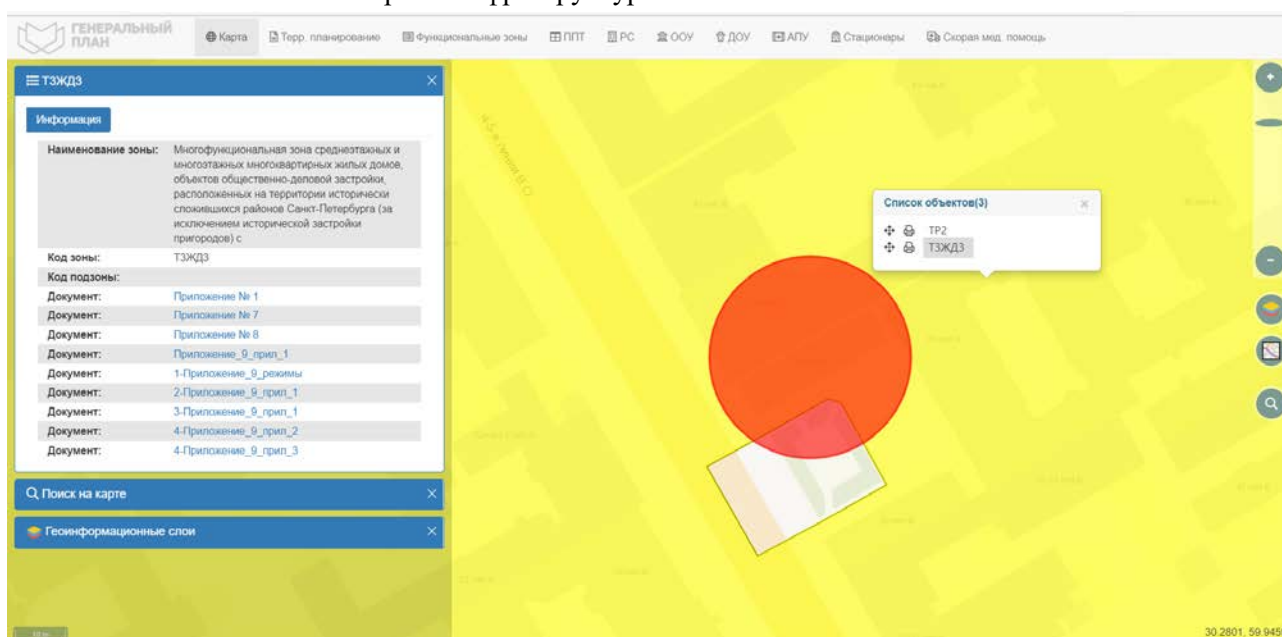 ГЕНЕРАЛЬНЫЙ
ПЛАН
Карта
Терр. планирование
Функциональные зоны
ППТ
РС
ООУ
ДОУ
АПУ
Стационары
Скорая мед. помощь
ТЗЖД3
Информация
Наименование зоны: Многофункциональная зона среднеэтажных и
многоэтажных многоквартирных жилых домов,
объектов общественно-деловой застройки,
расположенных на территории исторически
сложившихся районов Санкт-Петербурга (за
исключением исторической застройки
пригородов) с
Код зоны: ТЗЖД3
Код подзоны:
Документ: Приложение № 1
Документ: Приложение № 7
Документ: Приложение № 8
Документ: Приложение_9_прил_1
Документ: 1-Приложение_9_режимы
Документ: 2-Приложение_9_прил_1
Документ: 3-Приложение_9_прил_1
Документ: 4-Приложение_9_прил_2
Документ: 4-Приложение_9_прил_3
Поиск на карте
Геоинформационные слои
Список объектов(3)
ТР2
ТЗЖД3
30.2801, 59.945